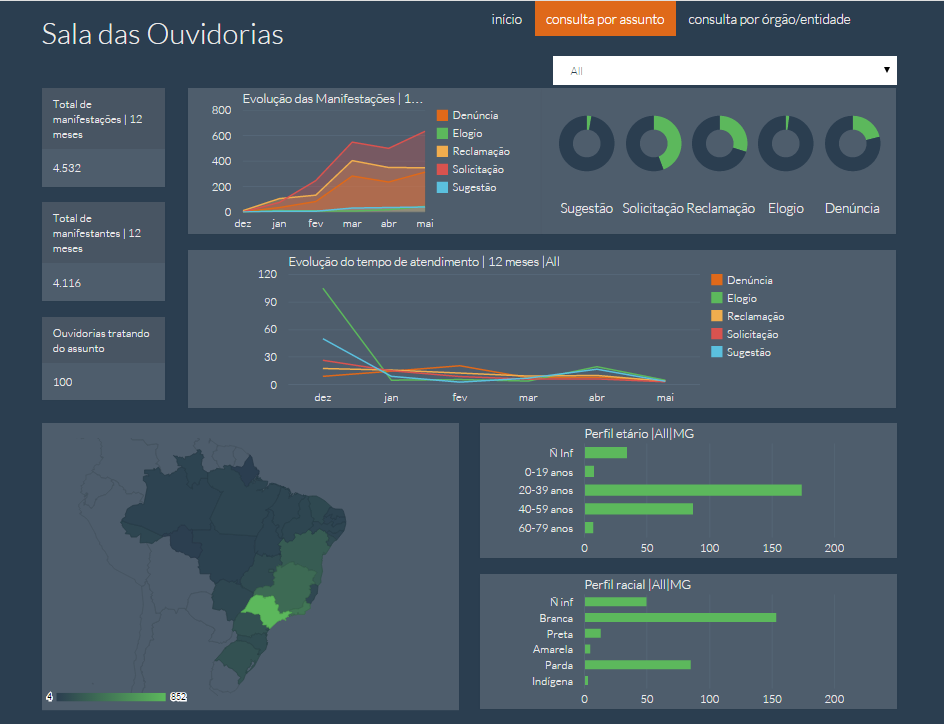 Sala das Ouvidorias
início
consulta por assunto
consulta por órgão/entidade
All
Total de
manifestações | 12
meses
4.532
Total de
manifestantes | 12
meses
4.116
Ouvidorias tratando
do assunto
100
Evolução das Manifestações | 1...
800
600
400
200
0
dez
jan
fev
mar
abr
mai
Denúncia
Elogio
Reclamação
Solicitação
Sugestão
Sugestão
Solicitação
Reclamação
Elogio
Denúncia
Evolução do tempo de atendimento | 12 meses |All
120
90
60
30
0
dez
jan
fev
mar
abr
mai
Denúncia
Elogio
Reclamação
Solicitação
Sugestão
4
852
Perfil etário |All|MG
Ñ Inf
0-19 anos
20-39 anos
40-59 anos
60-79 anos
0
50
100
150
200
Perfil racial |All|MG
Ñ inf
Branca
Preta
Amarela
Parda
Indígena
0
50
100
150
200